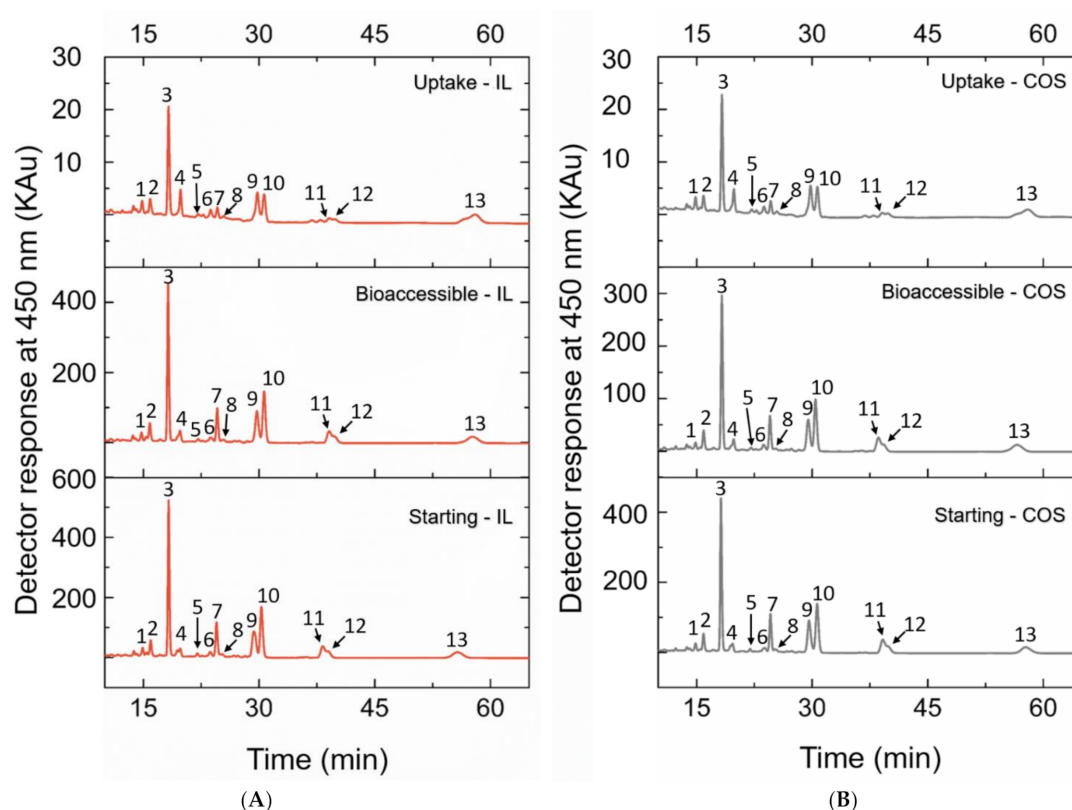 15 30 45 60
30
20
10
Uptake - IL
3
1 2 4 5 6 7 8 9 10 11 12 13
400
200
Bioaccessible - IL
3
1 2 4 5 6 7 8 9 10 11 12 13
600
400
200
Starting - IL
3
1 2 4 5 6 7 8 9 10 11 12 13
15 30 45 60
Time (min)
Detector response at 450 nm (KAu)
(A)
15 30 45 60
30
20
10
Uptake - COS
3
1 2 4 5 6 7 8 9 10 11 12 13
300
200
100
Bioaccessible - COS
3
1 2 4 5 6 7 8 9 10 11 12 13
400
200
Starting - COS
3
1 2 4 5 6 7 8 9 10 11 12 13
15 30 45 60
Time (min)
Detector response at 450 nm (KAu)
(B)